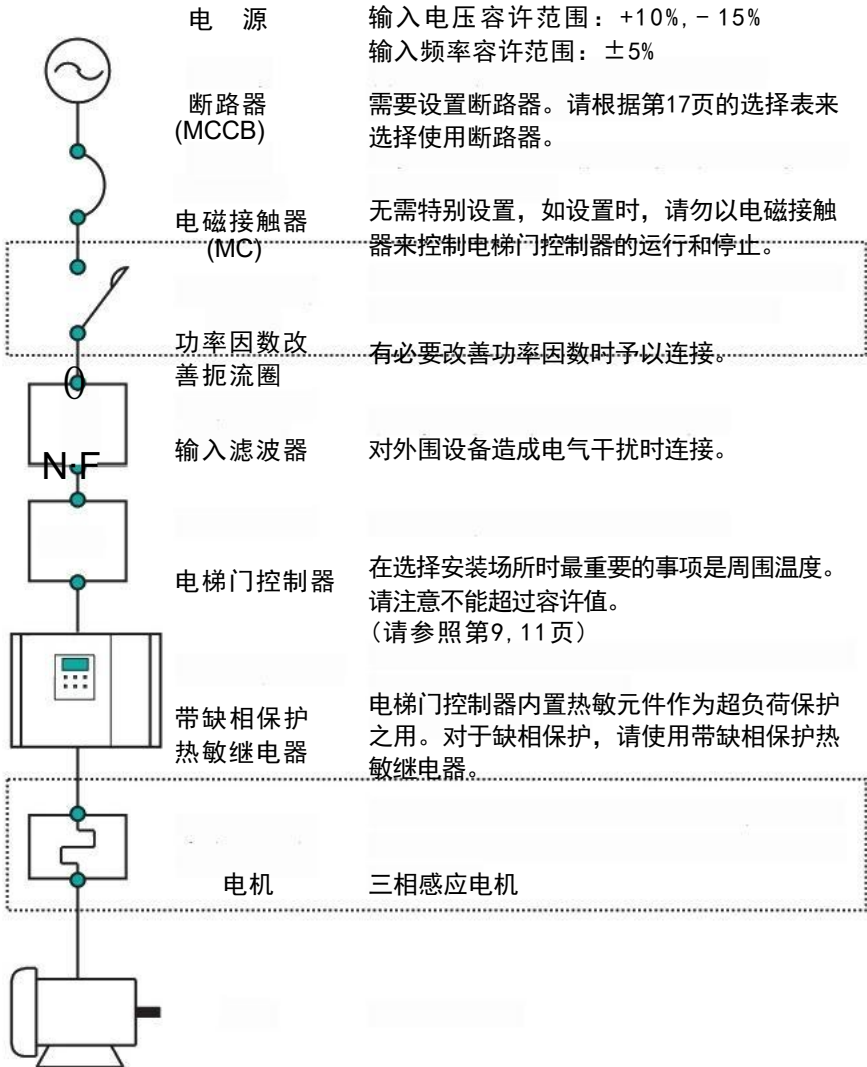 电 源
输入电压容许范围：+10%,－15%
输入频率容许范围：±5%
断路器
(MCCB)
需要设置断路器。请根据第17页的选择表来
选择使用断路器。
电磁接触器
(MC)
无需特别设置，如设置时，请勿以电磁接触
器来控制电梯门控制器的运行和停止。
功率因数改
善扼流圈
有必要改善功率因数时予以连接。
0
N·F
输入滤波器
对外围设备造成电气干扰时连接。
电梯门控制器
在选择安装场所时最重要的事项是周围温度。
请注意不能超过容许值。
(请参照第9,11页)
带缺相保护
热敏继电器
电梯门控制器内置热敏元件作为超负荷保护
之用。对于缺相保护，请使用带缺相保护热
敏继电器。
电机
三相感应电机